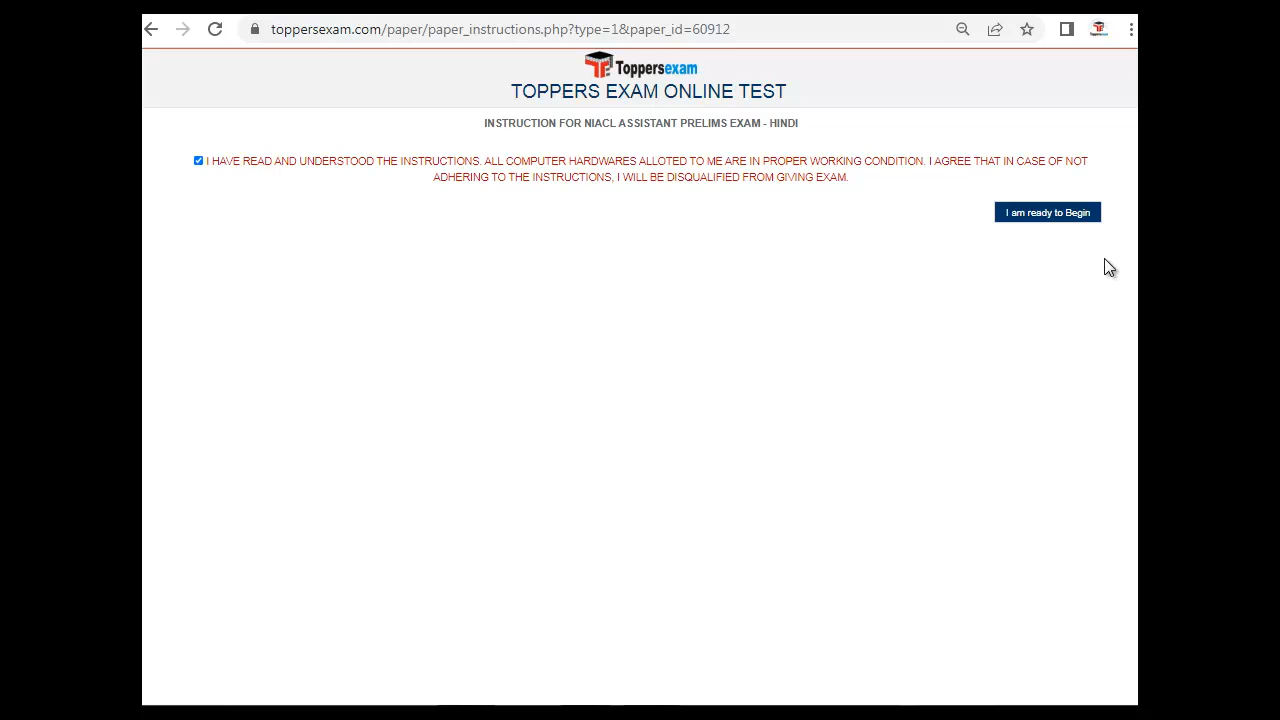 toppersexam.com/paper/paper_instructions.php?type=1&paper_id=60912
Toppersexam
TOPPERS EXAM ONLINE TEST
INSTRUCTION FOR NIACL ASSISTANT PRELIMS EXAM - HINDI
I HAVE READ AND UNDERSTOOD THE INSTRUCTIONS. ALL COMPUTER HARDWARES ALLOTED TO ME ARE IN PROPER WORKING CONDITION. I AGREE THAT IN CASE OF NOT
ADHERING TO THE INSTRUCTIONS, I WILL BE DISQUALIFIED FROM GIVING EXAM.
I am ready to Begin